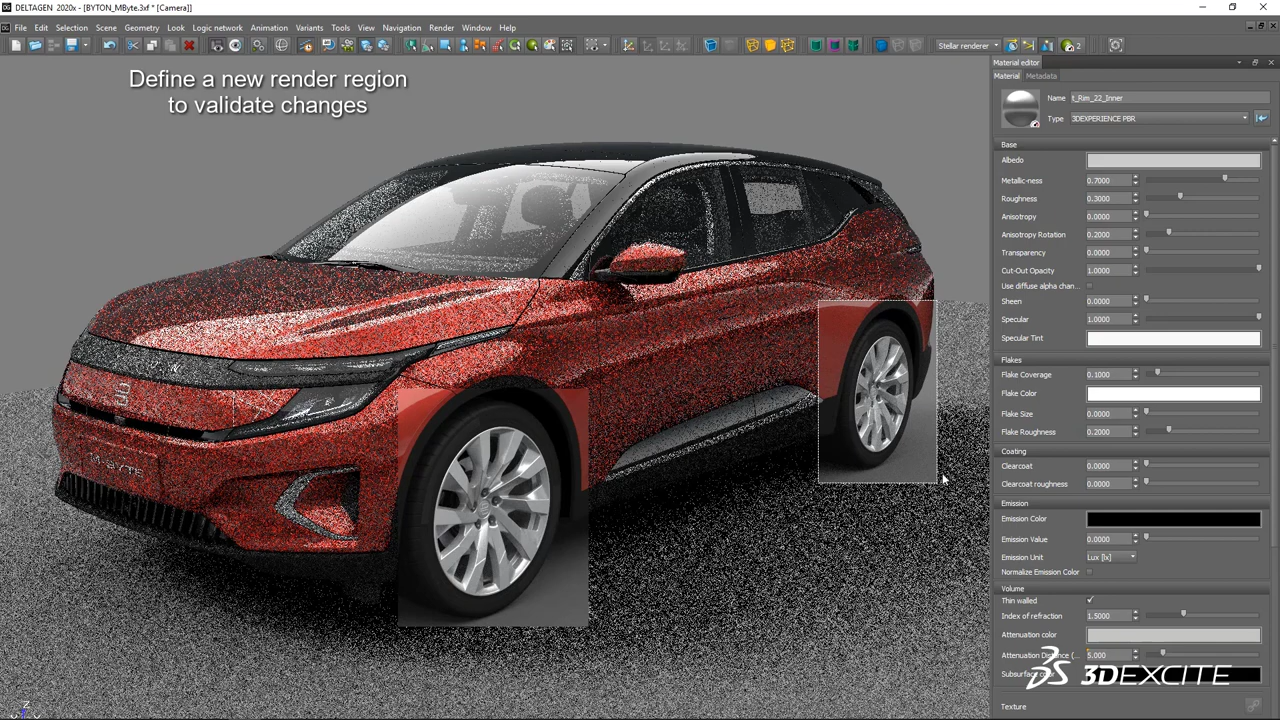 DELTAGEN 2020x - [BYTON_MByte.3xf * [Camera]]
File Edit Selection Scene Geometry Look Logic network Animation Variants Tools View Navigation Render Window Help
Stellar renderer
2
Define a new render region
to validate changes
Material editor
Material Metadata
Name t_Rim_22_Inner
Type 3DEXPERIENCE PBR
Base
Albedo
Metallic-ness 0.7000
Roughness 0.3000
Anisotropy 0.0000
Anisotropy Rotation 0.2000
Transparency 0.0000
Cut-Out Opacity 1.0000
Use diffuse alpha chan...
Sheen 0.0000
Specular 1.0000
Specular Tint
Flakes
Flake Coverage 0.1000
Flake Color
Flake Size 0.0000
Flake Roughness 0.2000
Coating
Clearcoat 0.0000
Clearcoat roughness 0.0000
Emission
Emission Color
Emission Value 0.0000
Emission Unit Lux [lx]
Normalize Emission Color
Volume
Thin walled
Index of refraction 1.5000
Attenuation color
Attenuation Distance (... 5.000
Subsurface
3DEXCITE
Texture
M-BYTE
Z